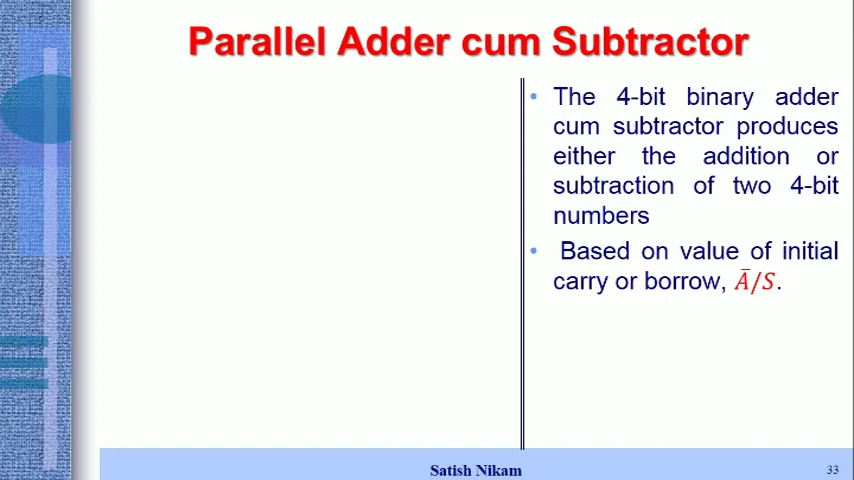 Parallel Adder cum Subtractor
• The 4-bit binary adder
cum subtractor produces
either the addition or
subtraction of two 4-bit
numbers
• Based on value of initial
carry or borrow, A̅/S.
Satish Nikam
33